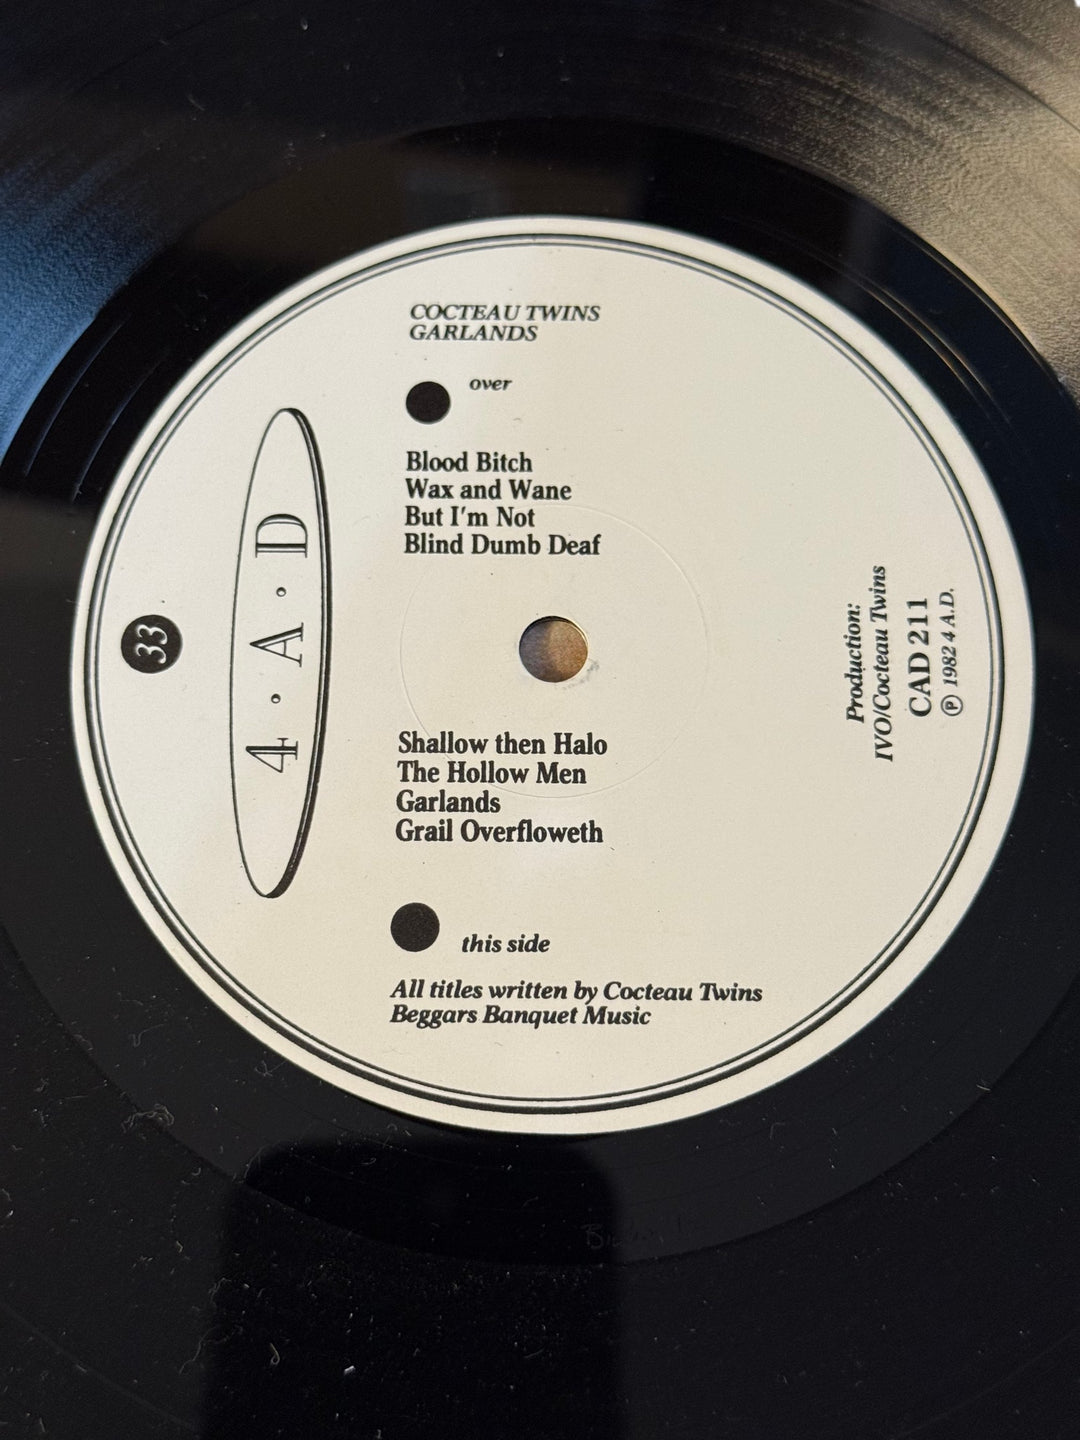 COCTEAU TWINS
GARLANDS
over
Blood Bitch
Wax and Wane
But I'm Not
Blind Dumb Deaf
33
4·A·D
Production:
IVO/Cocteau Twins
CAD 211
℗ 1982 4 A.D.
Shallow then Halo
The Hollow Men
Garlands
Grail Overfloweth
this side
All titles written by Cocteau Twins
Beggars Banquet Music